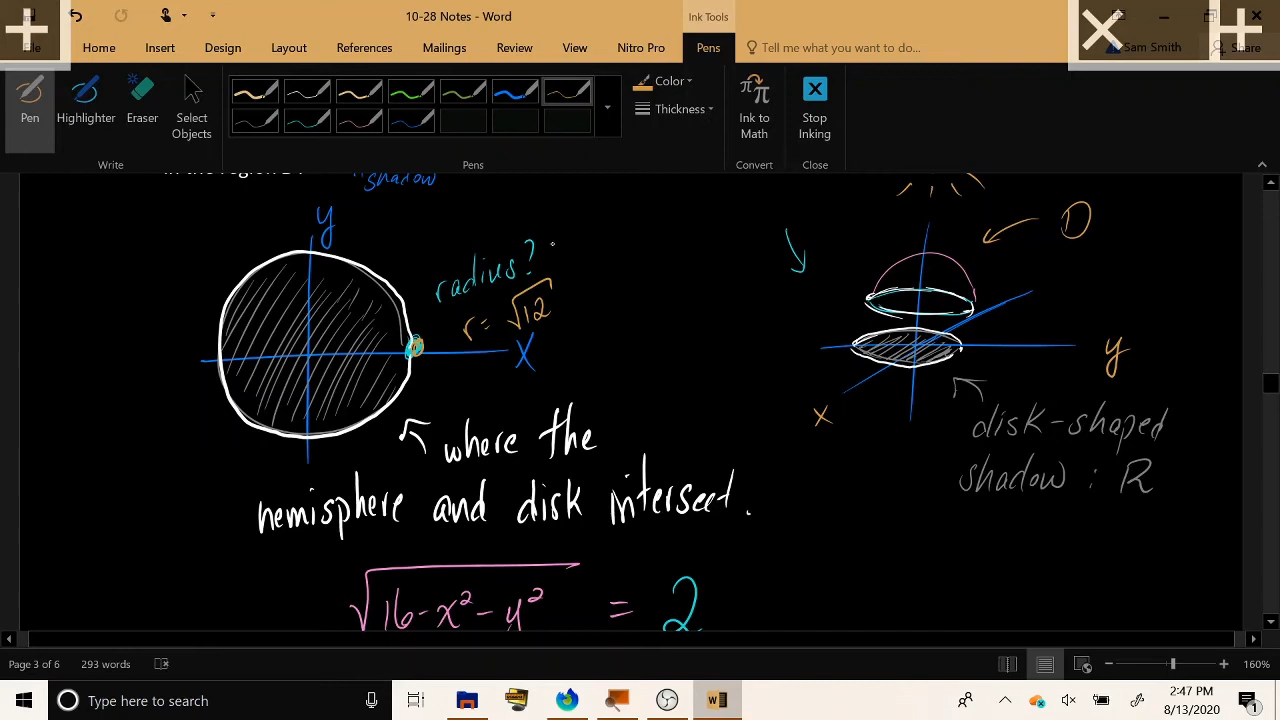 10-28 Notes - Word
Ink Tools
File Home Insert Design Layout References Mailings Review View Nitro Pro Pens Tell me what you want to do... Sam Smith Share
Pen Highlighter Eraser Select Objects
Color
Thickness
Ink to Math
Stop Inking
Write Pens Convert Close
in the region D
shadow
y
radius?
r = √12
x
D
y
x
disk-shaped
shadow : R
where the
hemisphere and disk intersect.
√16-x²-y² = 2
Page 3 of 6 293 words 160%
Type here to search
2:47 PM
8/13/2020
1